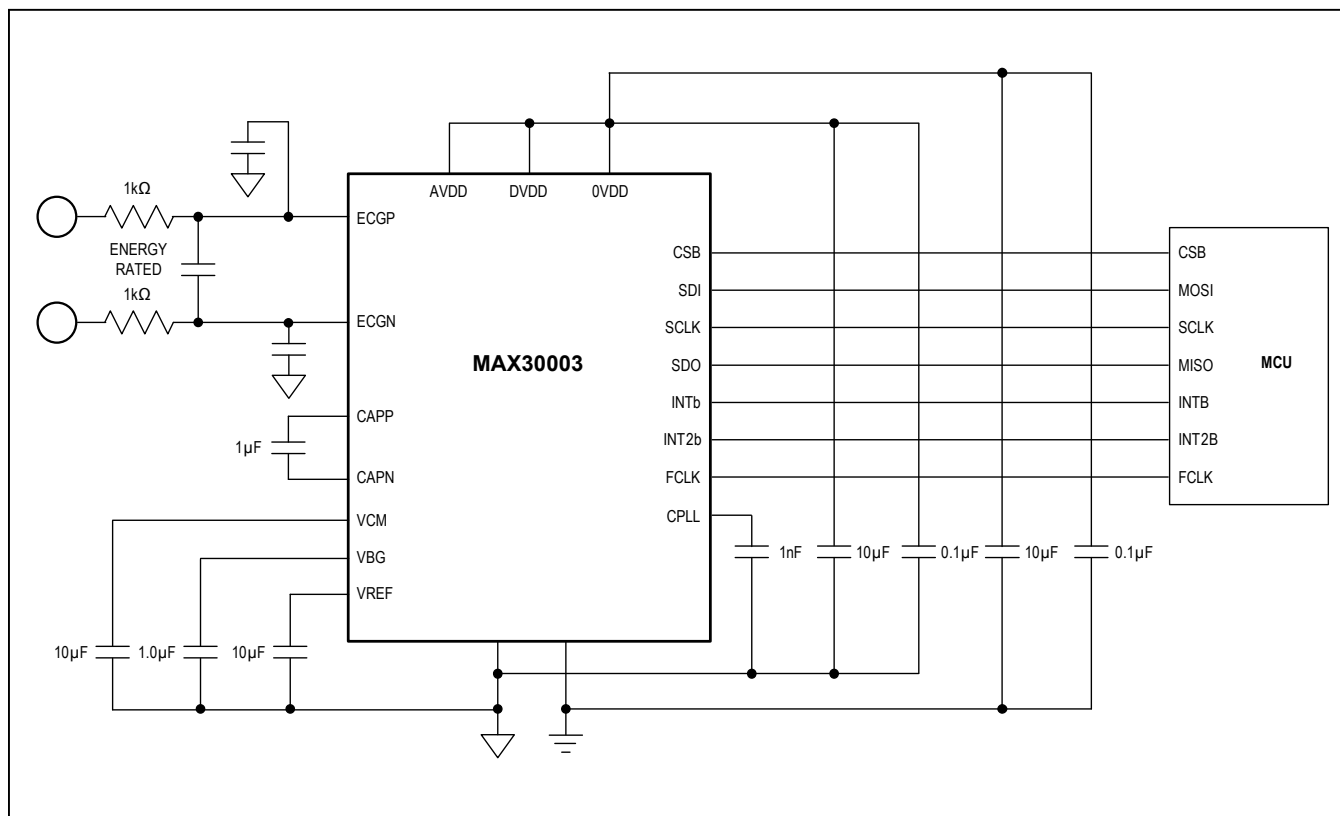 AVDD
DVDD
0VDD
1kΩ
ECGP
ENERGY
RATED
1kΩ
ECGN
CAPP
1µF
CAPN
VCM
VBG
VREF
10µF
1.0µF
10µF
MAX30003
CSB
SDI
SCLK
SDO
INTb
INT2b
FCLK
CPLL
1nF
10µF
0.1µF
10µF
0.1µF
CSB
MOSI
SCLK
MISO
INTB
INT2B
FCLK
MCU